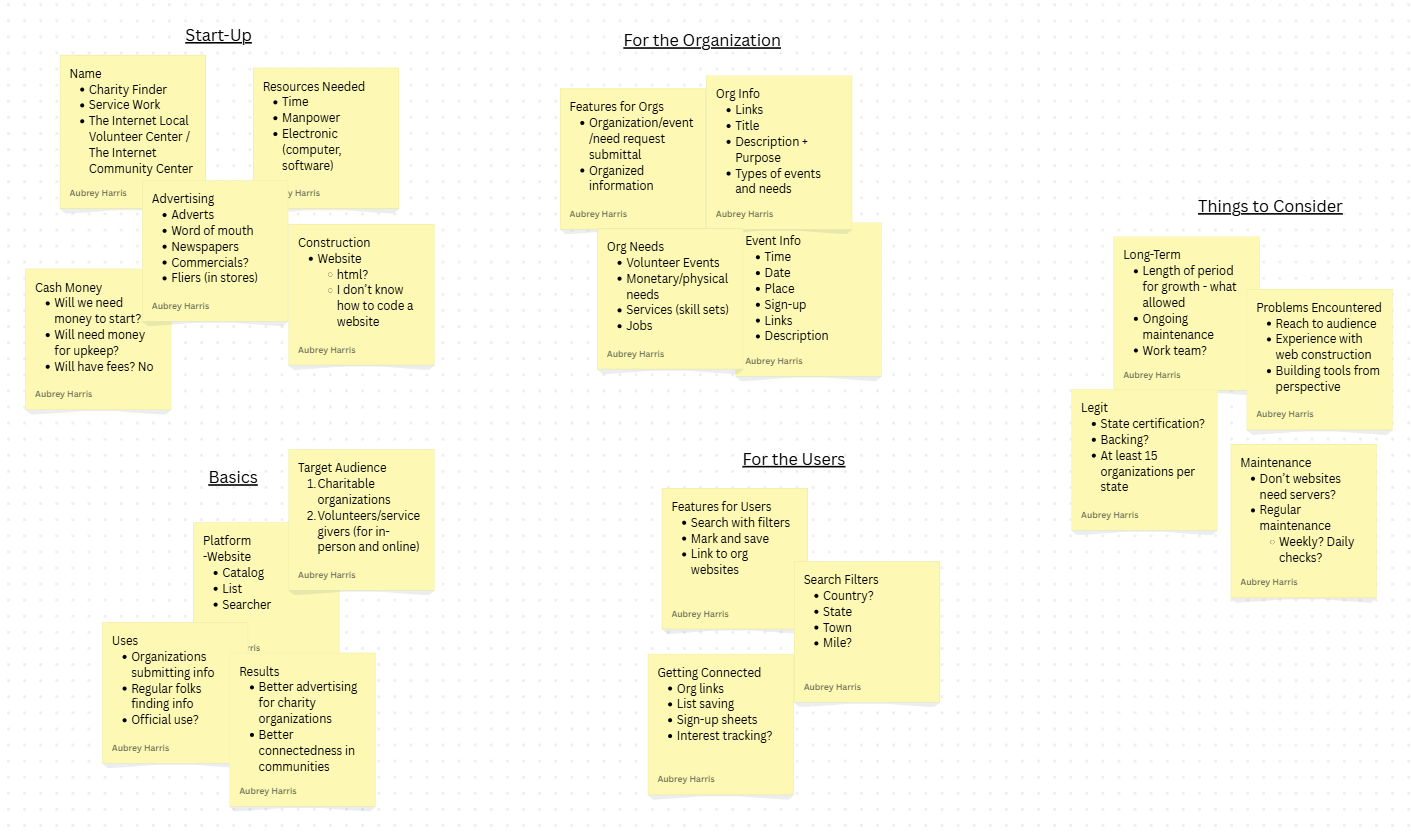 Start-Up
Name
• Charity Finder
• Service Work
• The Internet Local
Volunteer Center /
The Internet
Community Center
Aubrey Harris
Resources Needed
• Time
• Manpower
• Electronic
(computer,
software)
y Harris
Advertising
• Adverts
• Word of mouth
• Newspapers
• Commercials?
• Fliers (in stores)
Aubrey Harris
Construction
• Website
○ html?
○ I don't know
how to code a
website
Aubrey Harris
Cash Money
• Will we need
money to start?
• Will need money
for upkeep?
• Will have fees? No
Aubrey Harris
For the Organization
Features for Orgs
• Organization/event
/need request
submittal
• Organized
information
Aubrey Harris
Org Info
• Links
• Title
• Description +
Purpose
• Types of events
and needs
Aubrey Harris
Org Needs
• Volunteer Events
• Monetary/physical
needs
• Services (skill sets)
• Jobs
Aubrey Harris
Event Info
• Time
• Date
• Place
• Sign-up
• Links
• Description
Aubrey Harris
Things to Consider
Long-Term
• Length of period
for growth - what
allowed
• Ongoing
maintenance
• Work team?
Aubrey Harris
Problems Encountered
• Reach to audience
• Experience with
web construction
• Building tools from
perspective
Aubrey Harris
Legit
• State certification?
• Backing?
• At least 15
organizations per
state
Aubrey Harris
Maintenance
• Don't websites
need servers?
• Regular
maintenance
○ Weekly? Daily
checks?
Aubrey Harris
Basics
Target Audience
1. Charitable
organizations
2. Volunteers/service
givers (for in-
person and online)
Aubrey Harris
Platform
-Website
• Catalog
• List
• Searcher
rris
Uses
• Organizations
submitting info
• Regular folks
finding info
• Official use?
Aubrey Harris
Results
• Better advertising
for charity
organizations
• Better
connectedness in
communities
Aubrey Harris
For the Users
Features for Users
• Search with filters
• Mark and save
• Link to org
websites
Aubrey Harris
Search Filters
• Country?
• State
• Town
• Mile?
Aubrey Harris
Getting Connected
• Org links
• List saving
• Sign-up sheets
• Interest tracking?
Aubrey Harris